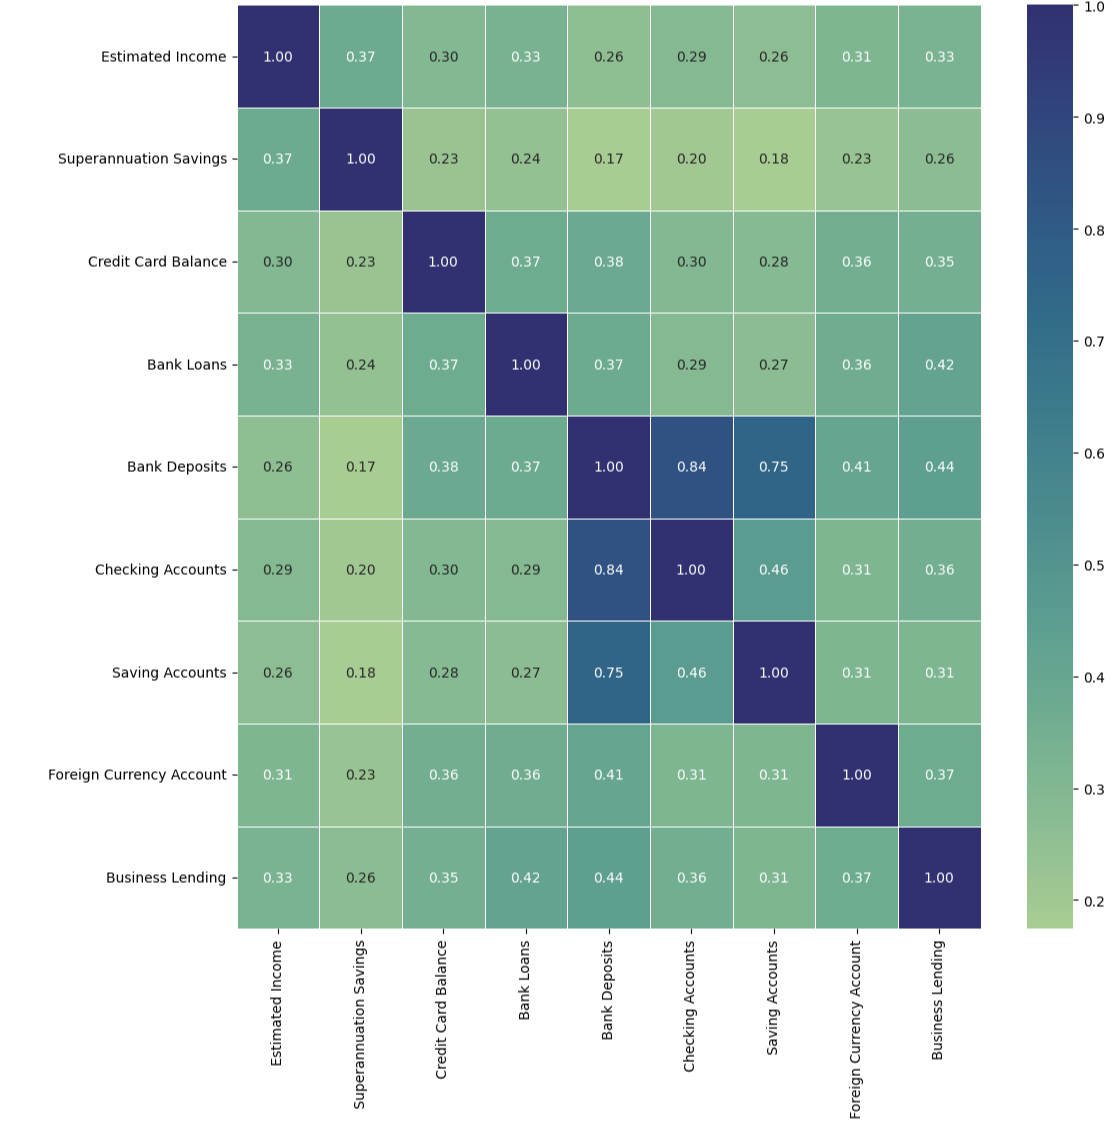 Estimated Income 1.00 0.37 0.30 0.33 0.26 0.29 0.26 0.31 0.33
Superannuation Savings 0.37 1.00 0.23 0.24 0.17 0.20 0.18 0.23 0.26
Credit Card Balance 0.30 0.23 1.00 0.37 0.38 0.30 0.28 0.36 0.35
Bank Loans 0.33 0.24 0.37 1.00 0.37 0.29 0.27 0.36 0.42
Bank Deposits 0.26 0.17 0.38 0.37 1.00 0.84 0.75 0.41 0.44
Checking Accounts 0.29 0.20 0.30 0.29 0.84 1.00 0.46 0.31 0.36
Saving Accounts 0.26 0.18 0.28 0.27 0.75 0.46 1.00 0.31 0.31
Foreign Currency Account 0.31 0.23 0.36 0.36 0.41 0.31 0.31 1.00 0.37
Business Lending 0.33 0.26 0.35 0.42 0.44 0.36 0.31 0.37 1.00
Estimated Income
Superannuation Savings
Credit Card Balance
Bank Loans
Bank Deposits
Checking Accounts
Saving Accounts
Foreign Currency Account
Business Lending
1.0
0.9
0.8
0.7
0.6
0.5
0.4
0.3
0.2